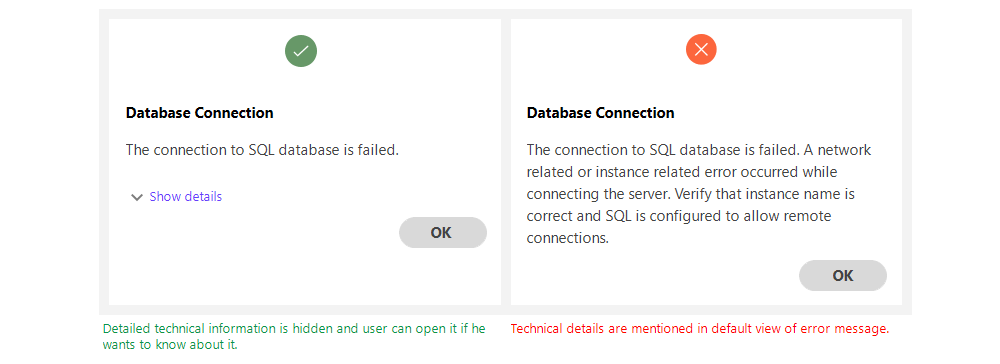 Database Connection
The connection to SQL database is failed.
Show details
OK
Database Connection
The connection to SQL database is failed. A network
related or instance related error occurred while
connecting the server. Verify that instance name is
correct and SQL is configured to allow remote
connections.
OK
Detailed technical information is hidden and user can open it if he
wants to know about it.
Technical details are mentioned in default view of error message.